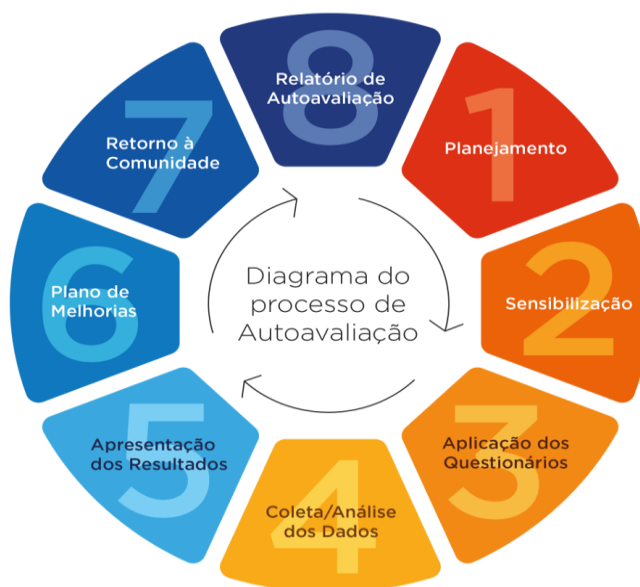 8
Relatório de
Autoavaliação
1
Planejamento
2
Sensibilização
3
Aplicação dos
Questionários
4
Coleta/Análise
dos Dados
5
Apresentação
dos Resultados
6
Plano de
Melhorias
7
Retorno à
Comunidade
Diagrama do
processo de
Autoavaliação